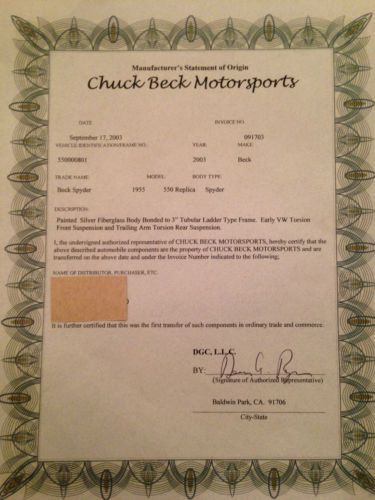 Manufacturer's Statement of Origin
Chuck Beck Motorsports
DATE INVOICE NO.
September 17, 2003 091703
VEHICLE IDENTIFICATION/FRAME NO. YEAR: MAKE:
550000801 2003 Beck
TRADE NAME: MODEL: BODY TYPE:
Beck Spyder 1955 550 Replica Spyder
DESCRIPTION:
Painted Silver Fiberglass Body Bonded to 3" Tubular Ladder Type Frame. Early VW Torsion
Front Suspension and Trailing Arm Torsion Rear Suspension.
I, the undersigned authorized representative of CHUCK BECK MOTORSPORTS, hereby certify that the
above described automobile components are the property of CHUCK BECK MOTORSPORTS and are
transferred on the above date and under the Invoice Number indicated to the following;
NAME OF DISTRIBUTOR, PURCHASER, ETC.
It is further certified that this was the first transfer of such components in ordinary trade and commerce.
DGC, L.L.C.
BY:
(Signature of Authorized Representative)
Baldwin Park, CA. 91706
City-State